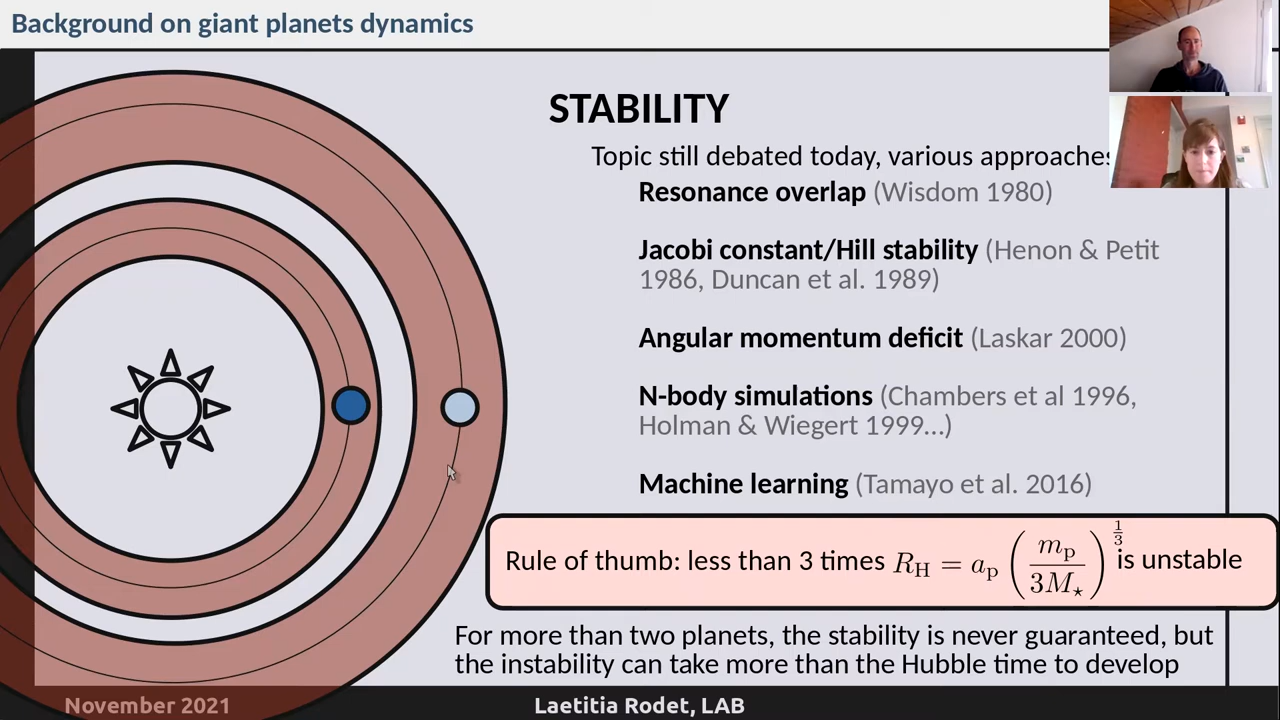 Background on giant planets dynamics
STABILITY
Topic still debated today, various approaches
Resonance overlap (Wisdom 1980)
Jacobi constant/Hill stability (Henon & Petit
1986, Duncan et al. 1989)
Angular momentum deficit (Laskar 2000)
N-body simulations (Chambers et al 1996,
Holman & Wiegert 1999...)
Machine learning (Tamayo et al. 2016)
Rule of thumb: less than 3 times R_H = a_p (m_p / 3M_⋆)^{1/3} is unstable
For more than two planets, the stability is never guaranteed, but
the instability can take more than the Hubble time to develop
November 2021 Laetitia Rodet, LAB